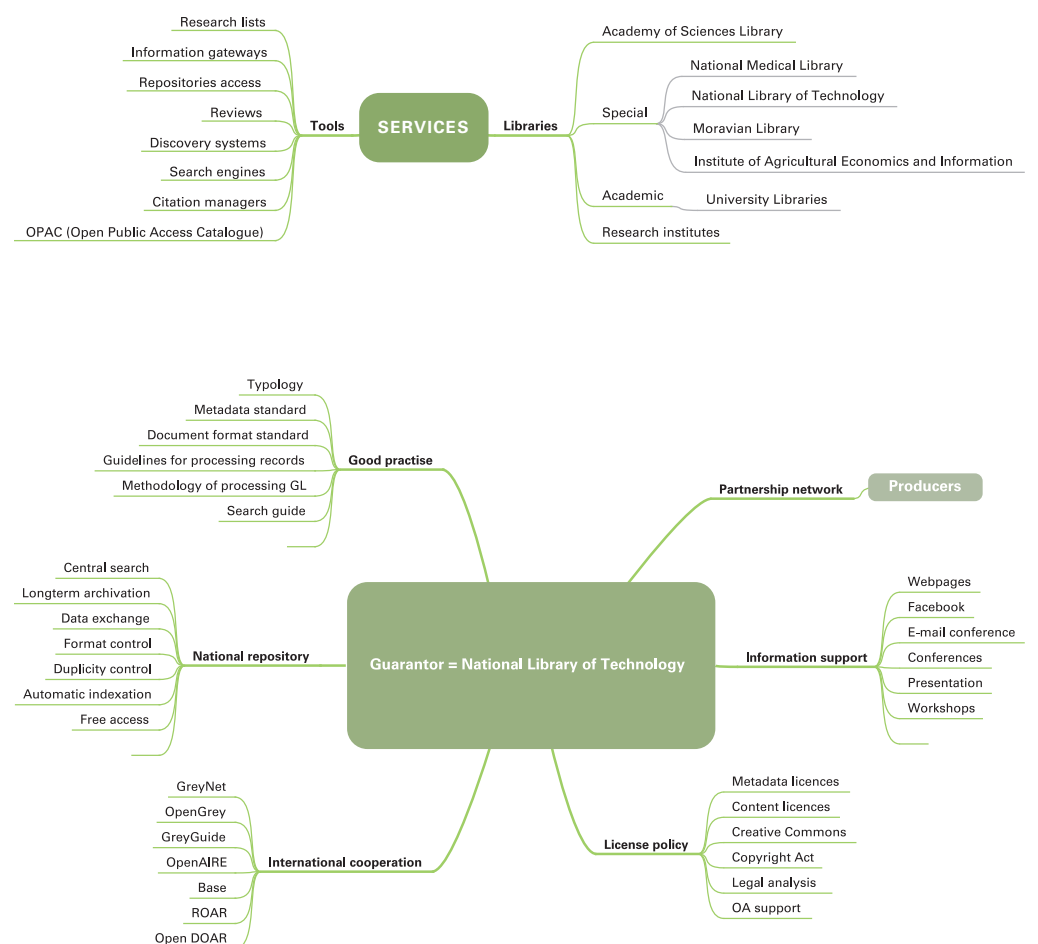 Research lists
Information gateways
Repositories access
Reviews
Discovery systems
Search engines
Citation managers
OPAC (Open Public Access Catalogue)
Tools
SERVICES
Libraries
Academy of Sciences Library
Special
National Medical Library
National Library of Technology
Moravian Library
Institute of Agricultural Economics and Information
Academic
University Libraries
Research institutes
Typology
Metadata standard
Document format standard
Guidelines for processing records
Methodology of processing GL
Search guide
Good practise
Partnership network
Producers
Central search
Longterm archivation
Data exchange
Format control
Duplicity control
Automatic indexation
Free access
National repository
Guarantor = National Library of Technology
Information support
Webpages
Facebook
E-mail conference
Conferences
Presentation
Workshops
GreyNet
OpenGrey
GreyGuide
OpenAIRE
Base
ROAR
Open DOAR
International cooperation
License policy
Metadata licences
Content licences
Creative Commons
Copyright Act
Legal analysis
OA support